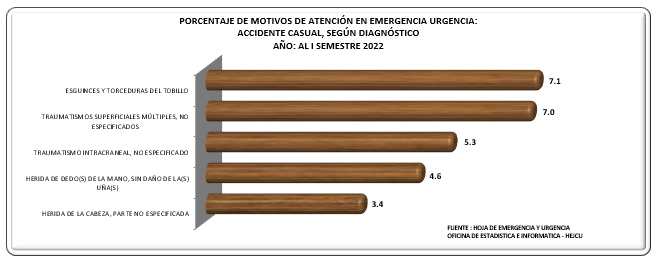 PORCENTAJE DE MOTIVOS DE ATENCIÓN EN EMERGENCIA URGENCIA:
ACCIDENTE CASUAL, SEGÚN DIAGNÓSTICO
AÑO: AL I SEMESTRE 2022
ESGUINCES Y TORCEDURAS DEL TOBILLO
7.1
TRAUMATISMOS SUPERFICIALES MÚLTIPLES, NO
ESPECIFICADOS
7.0
TRAUMATISMO INTRACRANEAL, NO ESPECIFICADO
5.3
HERIDA DE DEDO(S) DE LA MANO, SIN DAÑO DE LA(S)
UÑA(S)
4.6
HERIDA DE LA CABEZA, PARTE NO ESPECIFICADA
3.4
FUENTE : HOJA DE EMERGENCIA Y URGENCIA
OFICINA DE ESTADISTICA E INFORMATICA - HEJCU